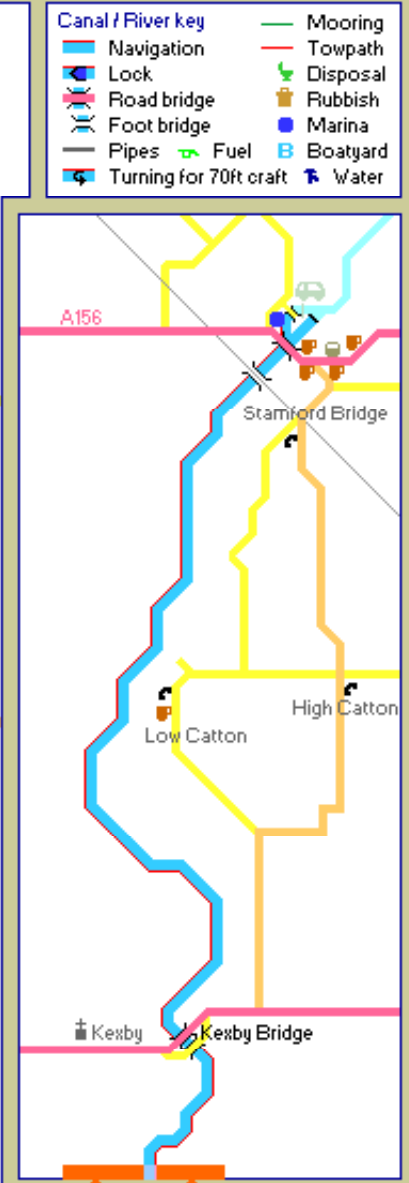 Canal / River key
Mooring
Navigation
Towpath
Lock
Disposal
Road bridge
Rubbish
Foot bridge
Marina
Pipes
Fuel
B Boatyard
Turning for 70ft craft
Water
A156
Stamford Bridge
High Catton
Low Catton
Kexby
Kexby Bridge